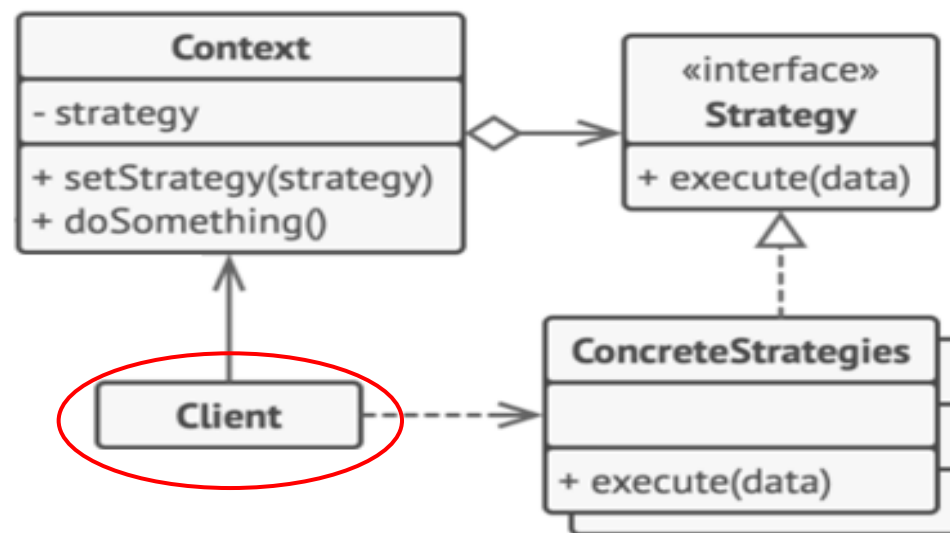 Context
- strategy
+ setStrategy(strategy)
+ doSomething()
«interface»
Strategy
+ execute(data)
Client
ConcreteStrategies
+ execute(data)